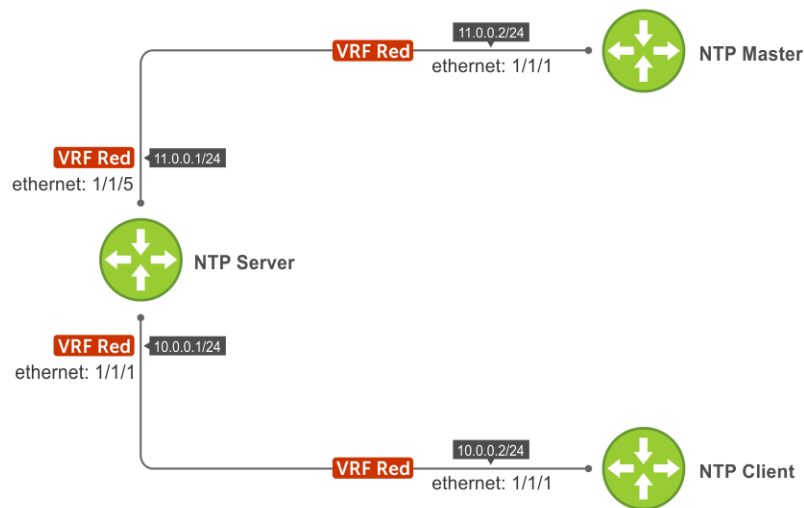 11.0.0.2/24
VRF Red
ethernet: 1/1/1
NTP Master
VRF Red
11.0.0.1/24
ethernet: 1/1/5
NTP Server
VRF Red
10.0.0.1/24
ethernet: 1/1/1
10.0.0.2/24
VRF Red
ethernet: 1/1/1
NTP Client